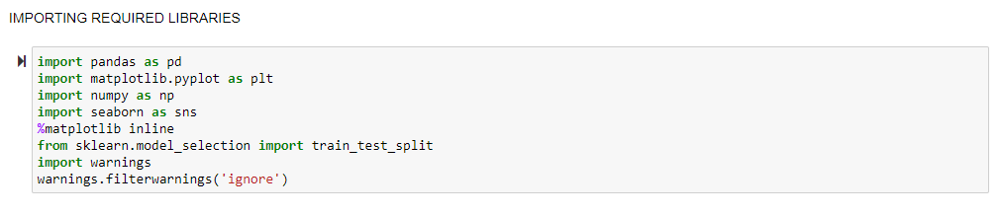 IMPORTING REQUIRED LIBRARIES
import pandas as pd
import matplotlib.pyplot as plt
import numpy as np
import seaborn as sns
%matplotlib inline
from sklearn.model_selection import train_test_split
import warnings
warnings.filterwarnings('ignore')